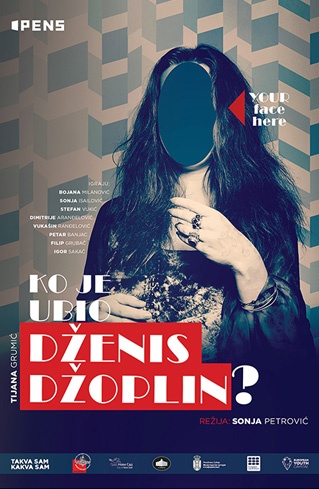 OPENS
YOUR
face
here
IGRAJU:
BOJANA MILANOVIĆ
SONJA ISAILOVIĆ
STEFAN VUKIĆ
DIMITRIJE ARANĐELOVIĆ
VUKAŠIN RANĐELOVIĆ
PETAR BANJAC
FILIP GRUBAČ
IGOR SAKAČ
TIJANA GRUMIĆ
KO JE
UBIO
DŽENIS
DŽOPLIN?
REŽIJA: SONJA PETROVIĆ
TAKVA SAM
KAKVA SAM